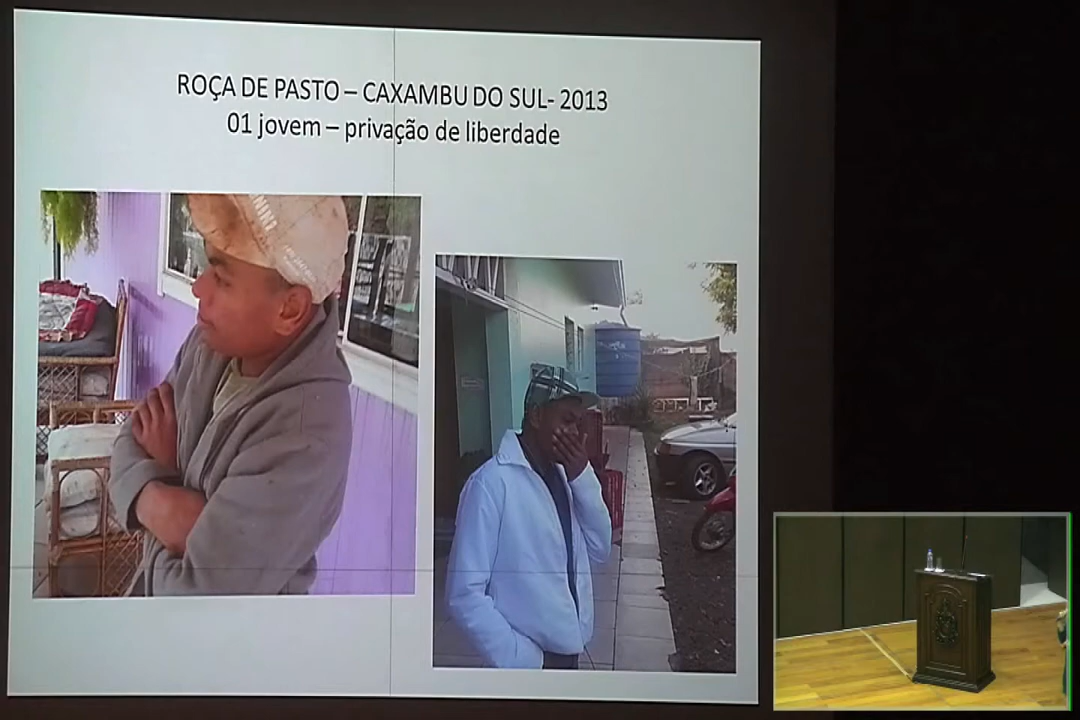 ROÇA DE PASTO – CAXAMBU DO SUL- 2013
01 jovem – privação de liberdade